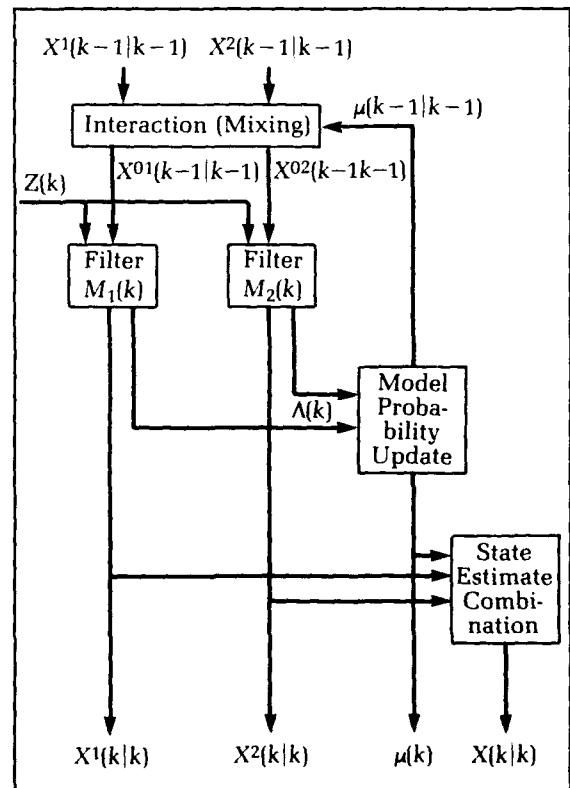 X¹(k−1|k−1) X²(k−1|k−1)
μ(k−1|k−1)
Interaction (Mixing)
X⁰¹(k−1|k−1) X⁰²(k−1k−1)
Z(k)
Filter
M₁(k)
Filter
M₂(k)
Λ(k)
Model
Proba-
bility
Update
State
Estimate
Combi-
nation
X¹(k|k) X²(k|k) μ(k) X(k|k)